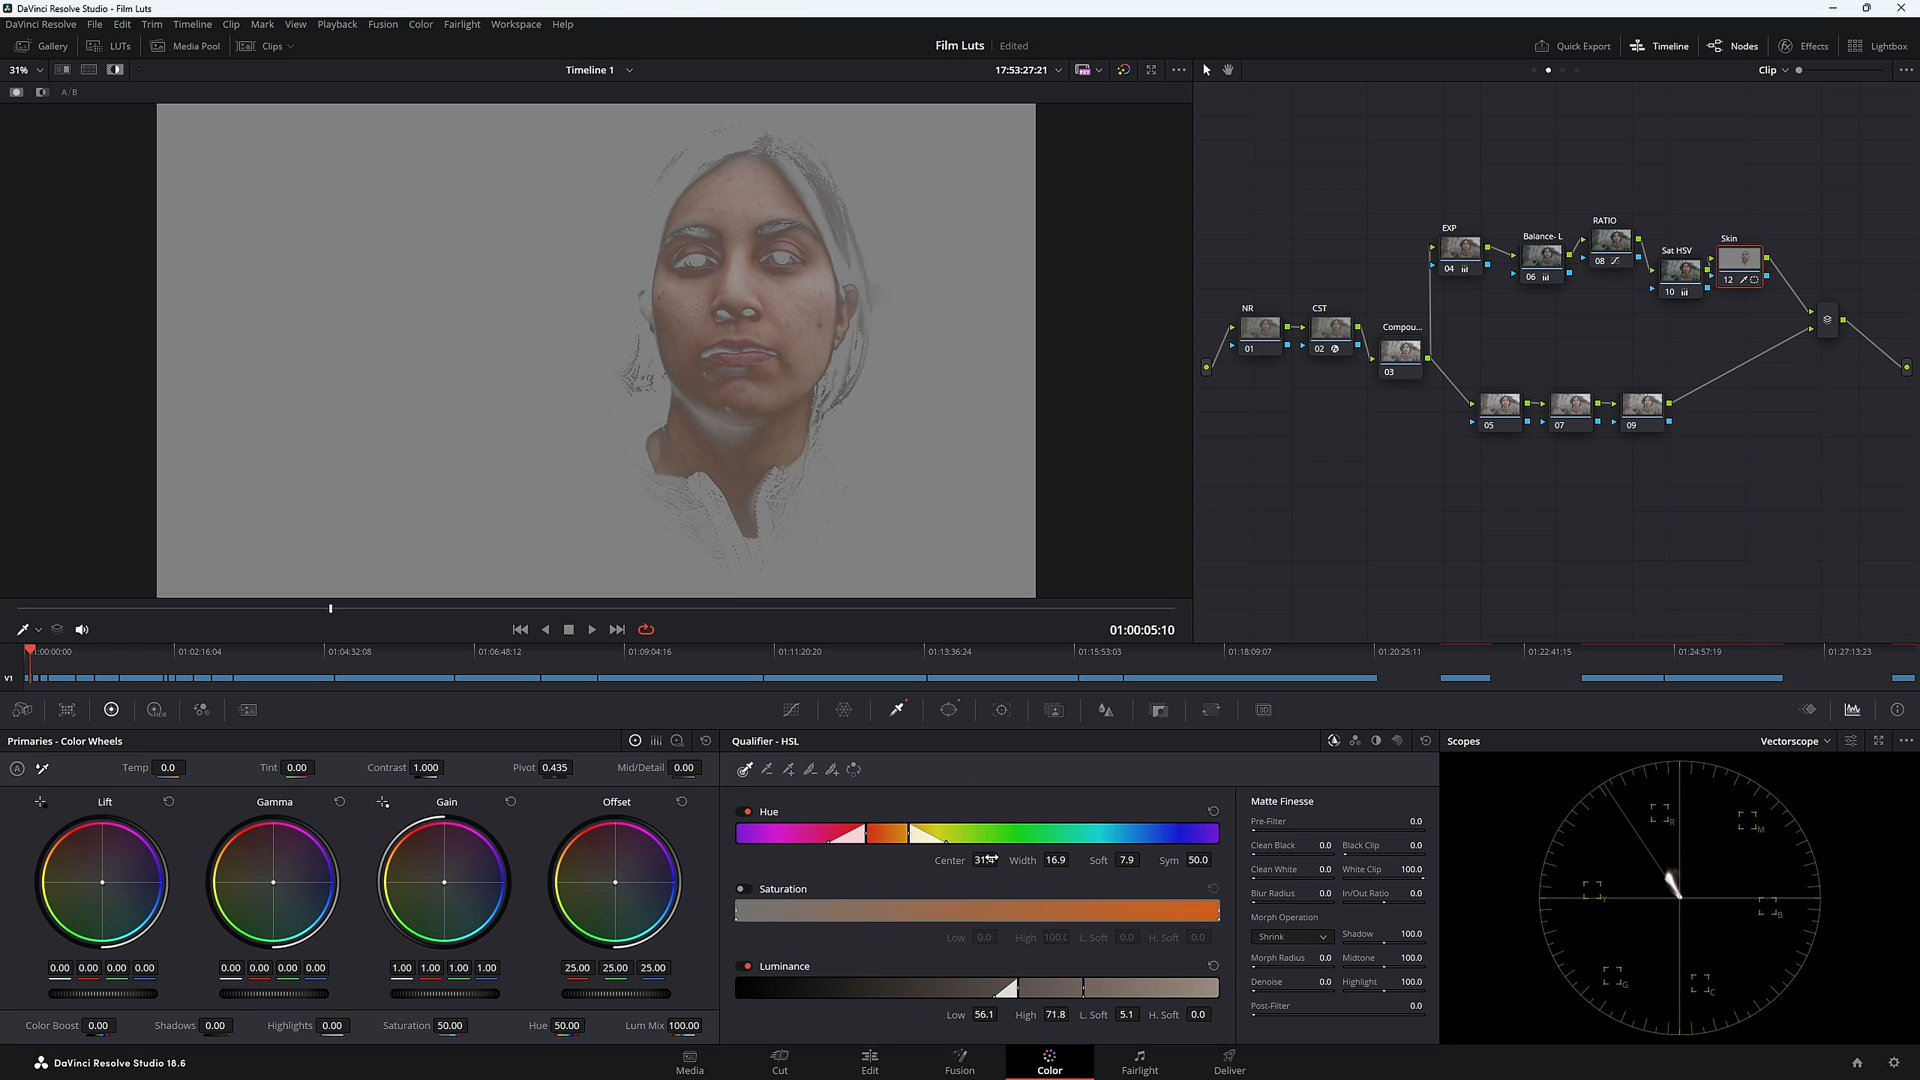 DaVinci Resolve Studio - Film Luts
DaVinci Resolve File Edit Trim Timeline Clip Mark View Playback Fusion Color Fairlight Workspace Help
Gallery LUTs Media Pool Clips Film Luts Edited Quick Export Timeline Nodes Effects Lightbox
31% Timeline 1 17:53:27:21 Clip
A/B
RATIO
EXP Balance- L Skin
Sat HSV
04 06 08 10 12
NR CST Compou...
01 02 03
05 07 09
01:00:05:10
1:00:00:00 01:02:16:04 01:04:32:08 01:06:48:12 01:09:04:16 01:11:20:20 01:13:36:24 01:15:53:03 01:18:09:07 01:20:25:11 01:22:41:15 01:24:57:19 01:27:13:23
V1
HDR 3D
Primaries - Color Wheels Qualifier - HSL Scopes Vectorscope
A Temp 0.0 Tint 0.00 Contrast 1.000 Pivot 0.435 Mid/Detail 0.00
Lift Gamma Gain Offset
0.00 0.00 0.00 0.00 0.00 0.00 0.00 0.00 1.00 1.00 1.00 1.00 25.00 25.00 25.00
Color Boost 0.00 Shadows 0.00 Highlights 0.00 Saturation 50.00 Hue 50.00 Lum Mix 100.00
Hue
Center Width 16.9 Soft 7.9 Sym 50.0
Saturation
Low 0.0 High 100.0 L. Soft 0.0 H. Soft 0.0
Luminance
Low 56.1 High 71.8 L. Soft 5.1 H. Soft 0.0
Matte Finesse
Pre-Filter 0.0
Clean Black 0.0 Black Clip 0.0
Clean White 0.0 White Clip 100.0
Blur Radius 0.0 In/Out Ratio 0.0
Morph Operation
Shrink Shadow 100.0
Morph Radius 0.0 Midtone 100.0
Denoise 0.0 Highlight 100.0
Post-Filter 0.0
R M
Y B
G C
DaVinci Resolve Studio 18.6
Media Cut Edit Fusion Color Fairlight Deliver